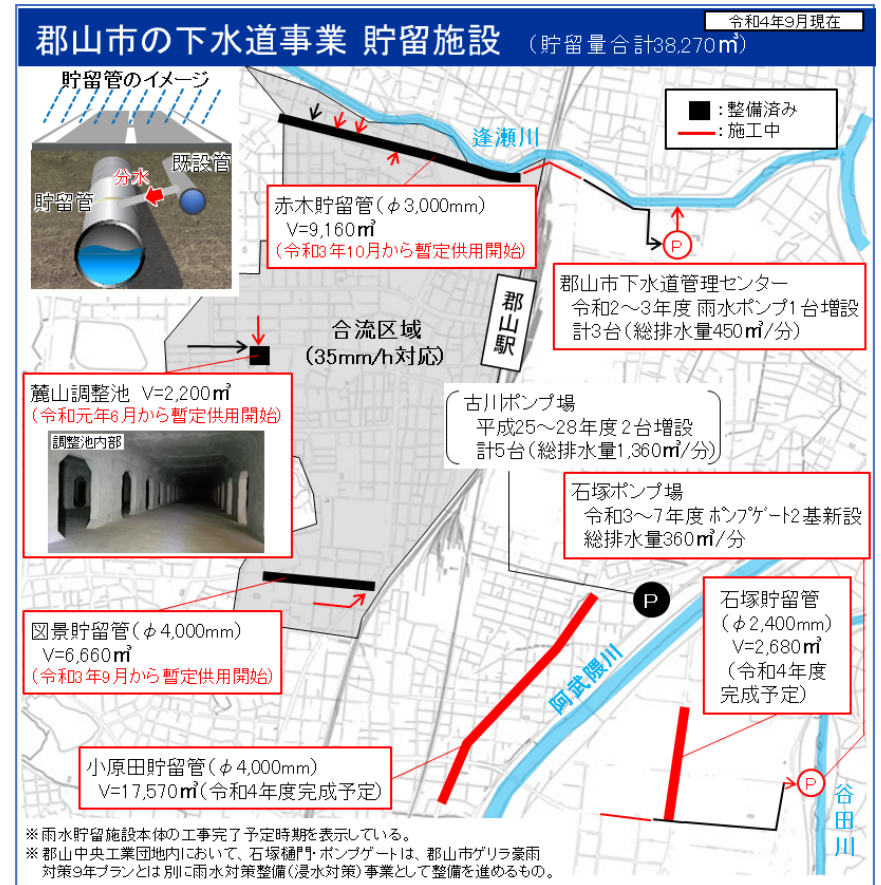 令和4年9月現在
郡山市の下水道事業 貯留施設 (貯留量合計38,270㎥)
貯留管のイメージ
既設管
分水
貯留管
■:整備済み
:施工中
逢瀬川
赤木貯留管(φ3,000mm)
V=9,160㎥
(令和3年10月から暫定供用開始)
P
郡山市下水道管理センター
令和2～3年度 雨水ポンプ1台増設
計3台(総排水量450㎥/分)
郡山駅
合流区域
(35mm/h対応)
麓山調整池 V=2,200㎥
(令和元年6月から暫定供用開始)
調整池内部
古川ポンプ場
平成25～28年度 2台増設
計5台(総排水量1,360㎥/分)
石塚ポンプ場
令和3～7年度 ポンプゲート2基新設
総排水量360㎥/分
P
石塚貯留管
(φ2,400mm)
V=2,680㎥
(令和4年度
完成予定)
図景貯留管(φ4,000mm)
V=6,660㎥
(令和3年9月から暫定供用開始)
阿武隈川
小原田貯留管(φ4,000mm)
V=17,570㎥(令和4年度完成予定)
P
谷田川
※雨水貯留施設本体の工事完了予定時期を表示している。
※郡山中央工業団地内において、石塚樋門・ポンプゲートは、郡山市ゲリラ豪雨
対策9年プランとは別に雨水対策整備(浸水対策)事業として整備を進めるもの。